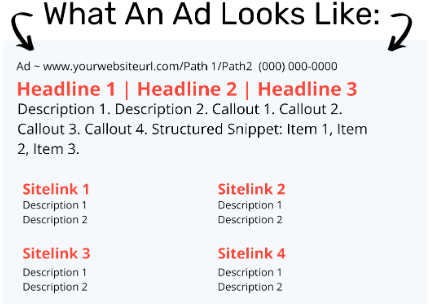 What An Ad Looks Like:
Ad ~ www.yourwebsiteurl.com/Path 1/Path2 (000) 000-0000
Headline 1 | Headline 2 | Headline 3
Description 1. Description 2. Callout 1. Callout 2.
Callout 3. Callout 4. Structured Snippet: Item 1, Item
2, Item 3.
Sitelink 1
Description 1
Description 2
Sitelink 2
Description 1
Description 2
Sitelink 3
Description 1
Description 2
Sitelink 4
Description 1
Description 2